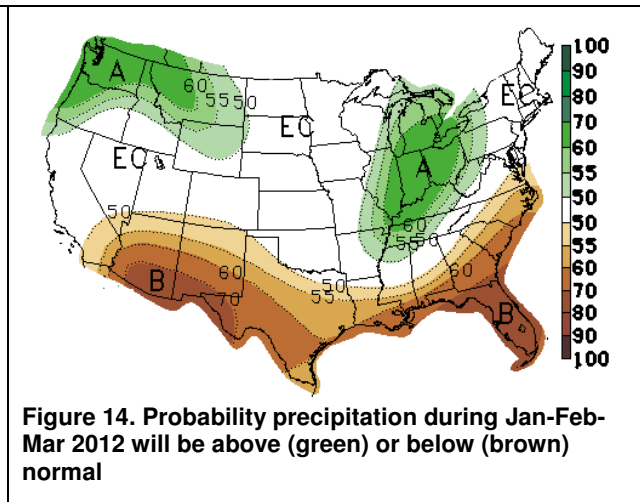 A
60
55
50
EC
EC
EC
A
60
55
50
50
B
60
70
50
55
60
B
100
90
80
70
60
55
50
50
55
60
70
80
90
100
Figure 14. Probability precipitation during Jan-Feb-
Mar 2012 will be above (green) or below (brown)
normal